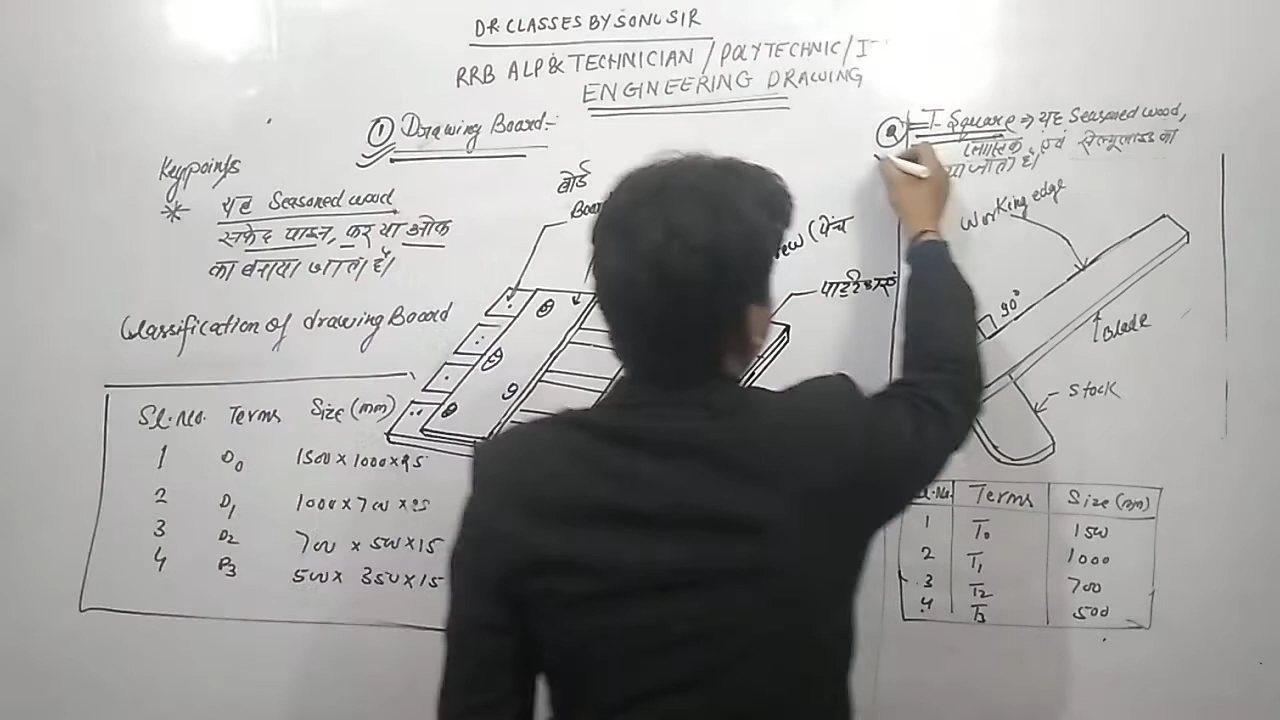 DR CLASSES BY SONU SIR
RRB ALP & TECHNICIAN / POLYTECHNIC / I
ENGINEERING DRAWING
① Drawing Board:-
Keypoints
* यह Seasoned wood
सफेद पाइन, फर या ओक
का बनाया जाता है।
Classification of drawing Board
Sl. No. Terms Size (mm)
1 D0 1500 x 1000 x 25
2 D1 1000 x 700 x 25
3 D2 700 x 500 x 15
4 D3 500 x 350 x 15
बोर्ड
Boar
rew (पेंच
T- Square ⇒ यह Seasoned wood,
एवं सेल्यूलाइड का
जाता है।
Working edge
90°
Blade
Stock
Sl. No. Terms Size (mm)
1 T0 1500
2 T1 1000
3 T2 700
4 T3 500